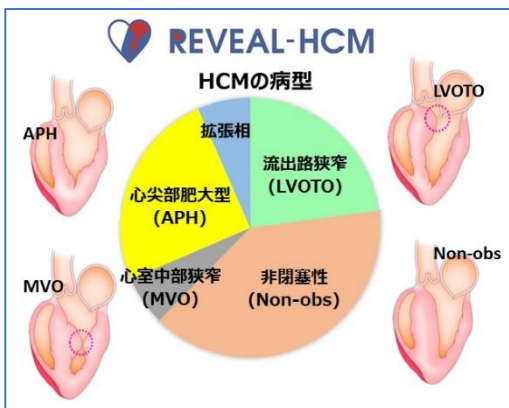 REVEAL-HCM
HCMの病型
APH
LVOTO
拡張相
流出路狭窄
(LVOTO)
心尖部肥大型
(APH)
心室中部狭窄
(MVO)
非閉塞性
(Non-obs)
MVO
Non-obs